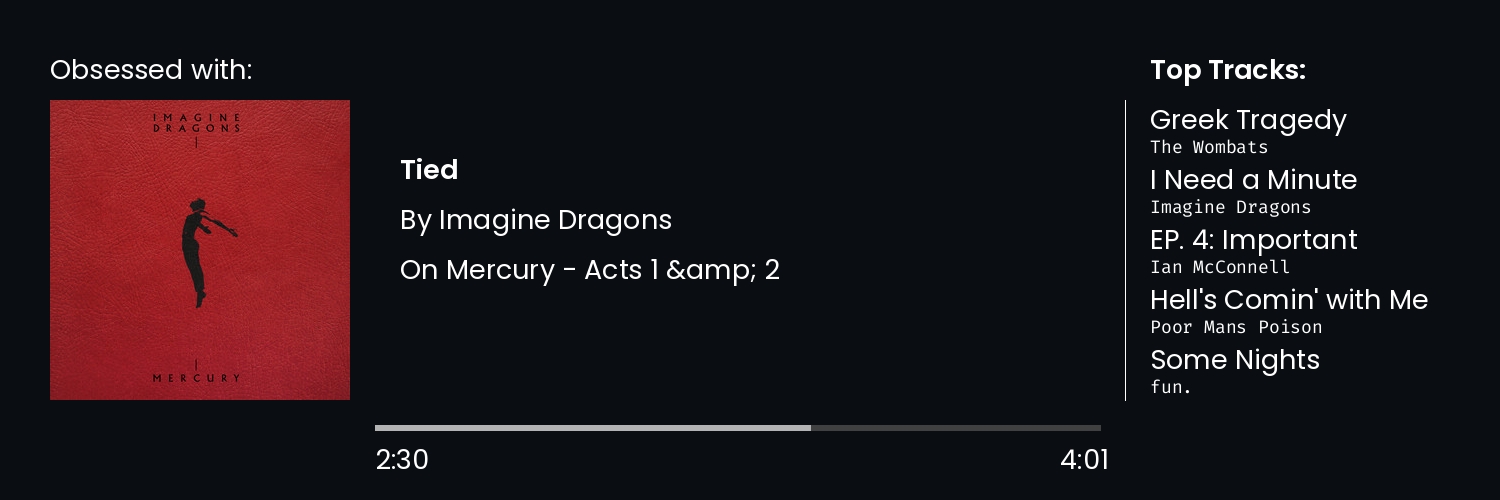 Obsessed with:
IMAGINE
DRAGONS
MERCURY
Tied
By Imagine Dragons
On Mercury - Acts 1 &amp;amp; 2
2:30
4:01
Top Tracks:
Greek Tragedy
The Wombats
I Need a Minute
Imagine Dragons
EP. 4: Important
Ian McConnell
Hell's Comin' with Me
Poor Mans Poison
Some Nights
fun.